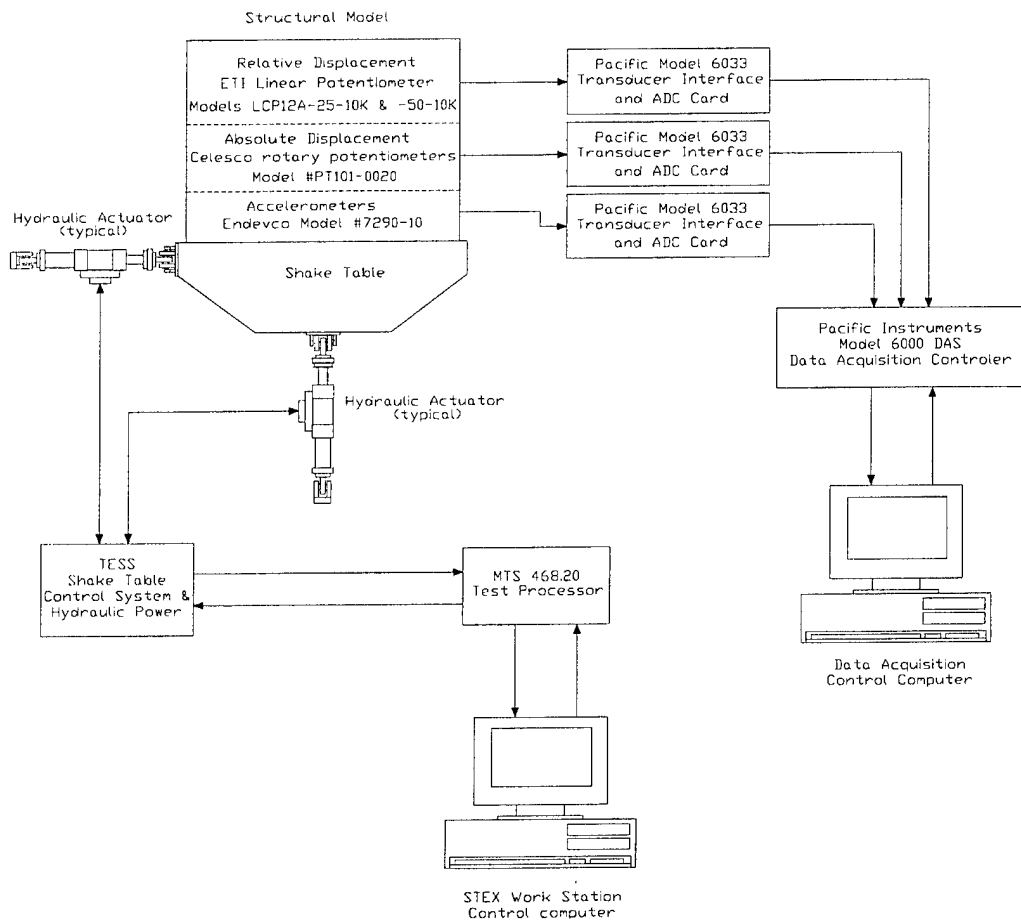 Structural Model
Relative Displacement
ETI Linear Potentiometer
Models LCP12A-25-10K & -50-10K
Absolute Displacement
Celesco rotary potentiometers
Model #PT101-0020
Accelerometers
Endevco Model #7290-10
Pacific Model 6033
Transducer Interface
and ADC Card
Pacific Model 6033
Transducer Interface
and ADC Card
Pacific Model 6033
Transducer Interface
and ADC Card
Hydraulic Actuator
(typical)
Shake Table
Pacific Instruments
Model 6000 DAS
Data Acquisition Controler
Hydraulic Actuator
(typical)
TESS
Shake Table
Control System &
Hydraulic Power
MTS 468.20
Test Processor
Data Acquisition
Control Computer
STEX Work Station
Control computer